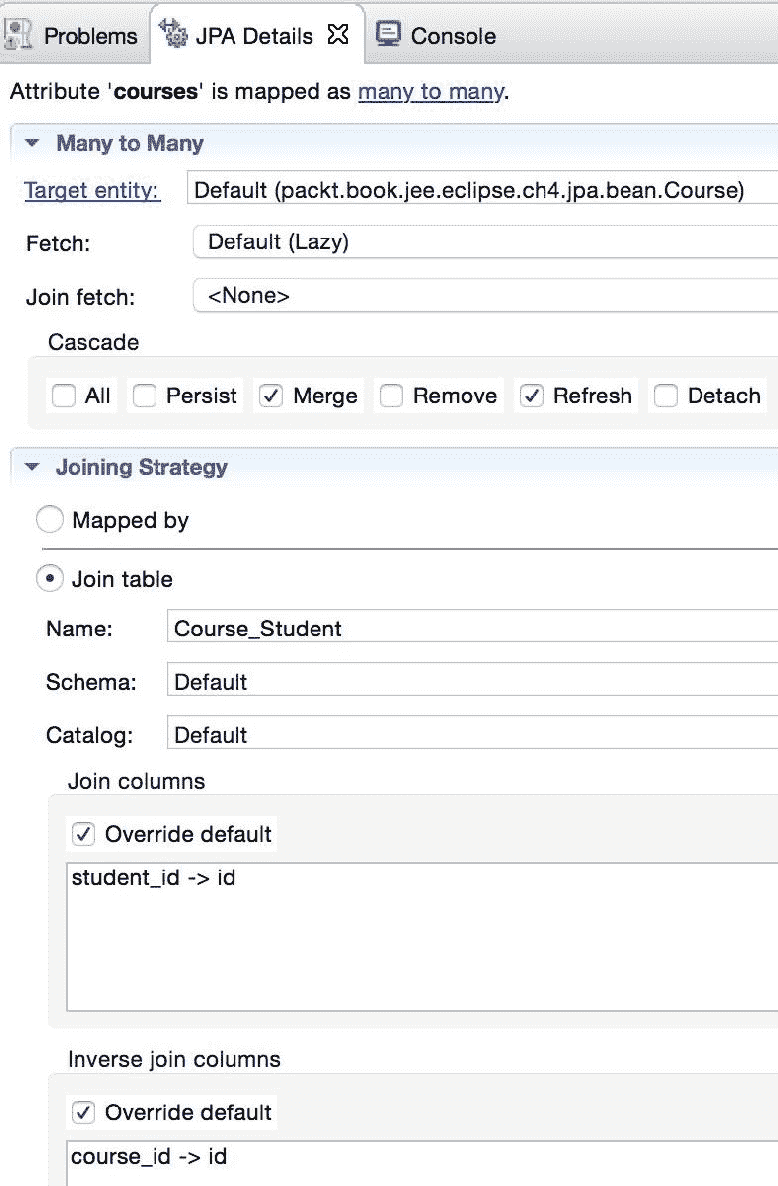 Problems JPA Details Console
Attribute 'courses' is mapped as many to many.
Many to Many
Target entity: Default (packt.book.jee.eclipse.ch4.jpa.bean.Course)
Fetch: Default (Lazy)
Join fetch: <None>
Cascade
All Persist Merge Remove Refresh Detach
Joining Strategy
Mapped by
Join table
Name: Course_Student
Schema: Default
Catalog: Default
Join columns
Override default
student_id -> id
Inverse join columns
Override default
course_id -> id